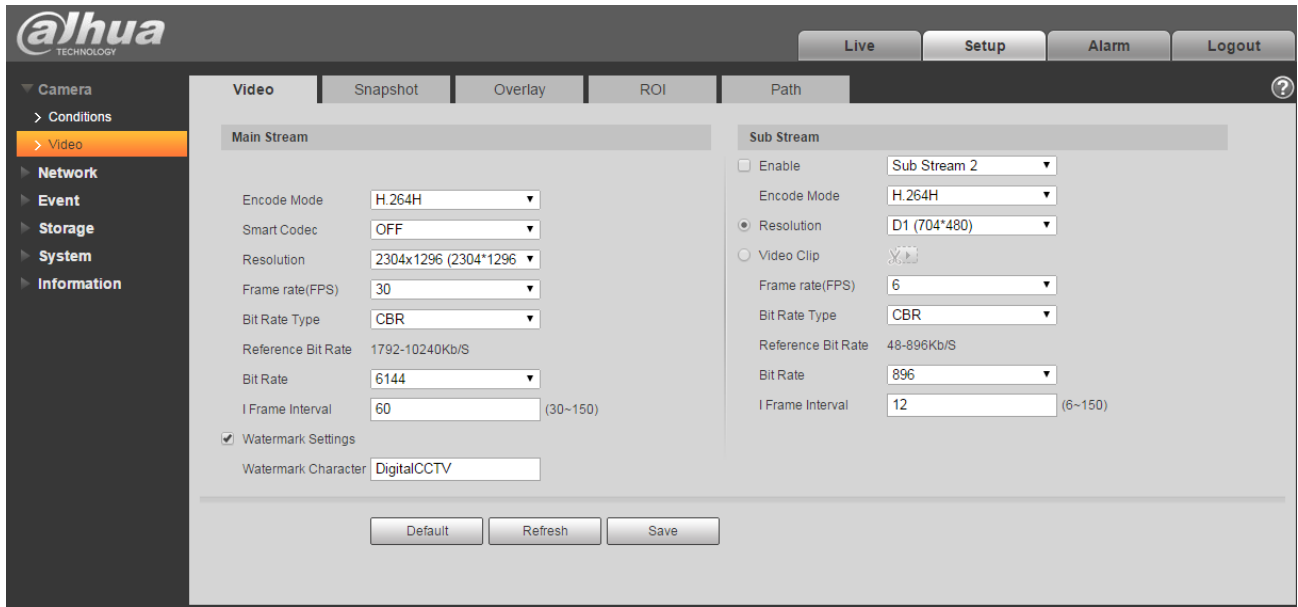 alhua
TECHNOLOGY
Live Setup Alarm Logout
Camera
Conditions
Video
Network
Event
Storage
System
Information
Video Snapshot Overlay ROI Path
?
Main Stream
Encode Mode H.264H
Smart Codec OFF
Resolution 2304x1296 (2304*1296
Frame rate(FPS) 30
Bit Rate Type CBR
Reference Bit Rate 1792-10240Kb/S
Bit Rate 6144
I Frame Interval 60 (30~150)
Watermark Settings
Watermark Character DigitalCCTV
Sub Stream
Enable Sub Stream 2
Encode Mode H.264H
Resolution D1 (704*480)
Video Clip
Frame rate(FPS) 6
Bit Rate Type CBR
Reference Bit Rate 48-896Kb/S
Bit Rate 896
I Frame Interval 12 (6~150)
Default Refresh Save